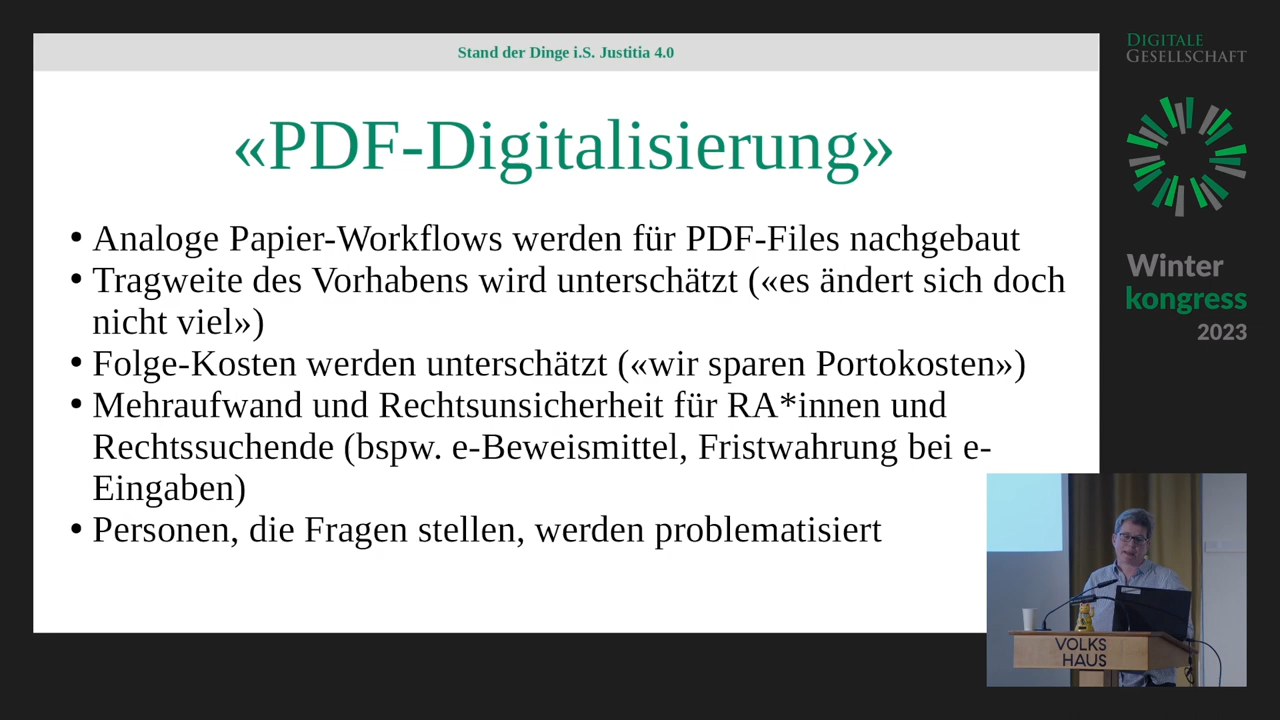 Stand der Dinge i.S. Justitia 4.0
«PDF-Digitalisierung»
• Analoge Papier-Workflows werden für PDF-Files nachgebaut
• Tragweite des Vorhabens wird unterschätzt («es ändert sich doch
nicht viel»)
• Folge-Kosten werden unterschätzt («wir sparen Portokosten»)
• Mehraufwand und Rechtsunsicherheit für RA*innen und
Rechtssuchende (bspw. e-Beweismittel, Fristwahrung bei e-
Eingaben)
• Personen, die Fragen stellen, werden problematisiert
DIGITALE
GESELLSCHAFT
Winter
kongress
2023
VOLKS
HAUS